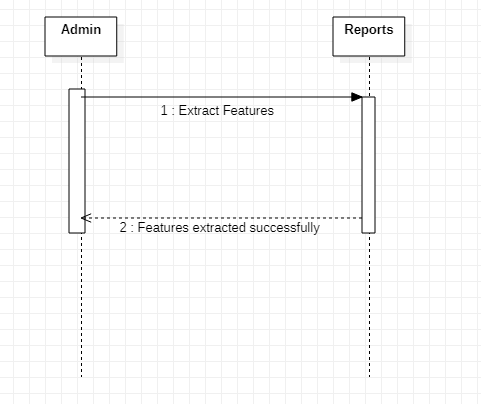 Admin
Reports
1 : Extract Features
2 : Features extracted successfully